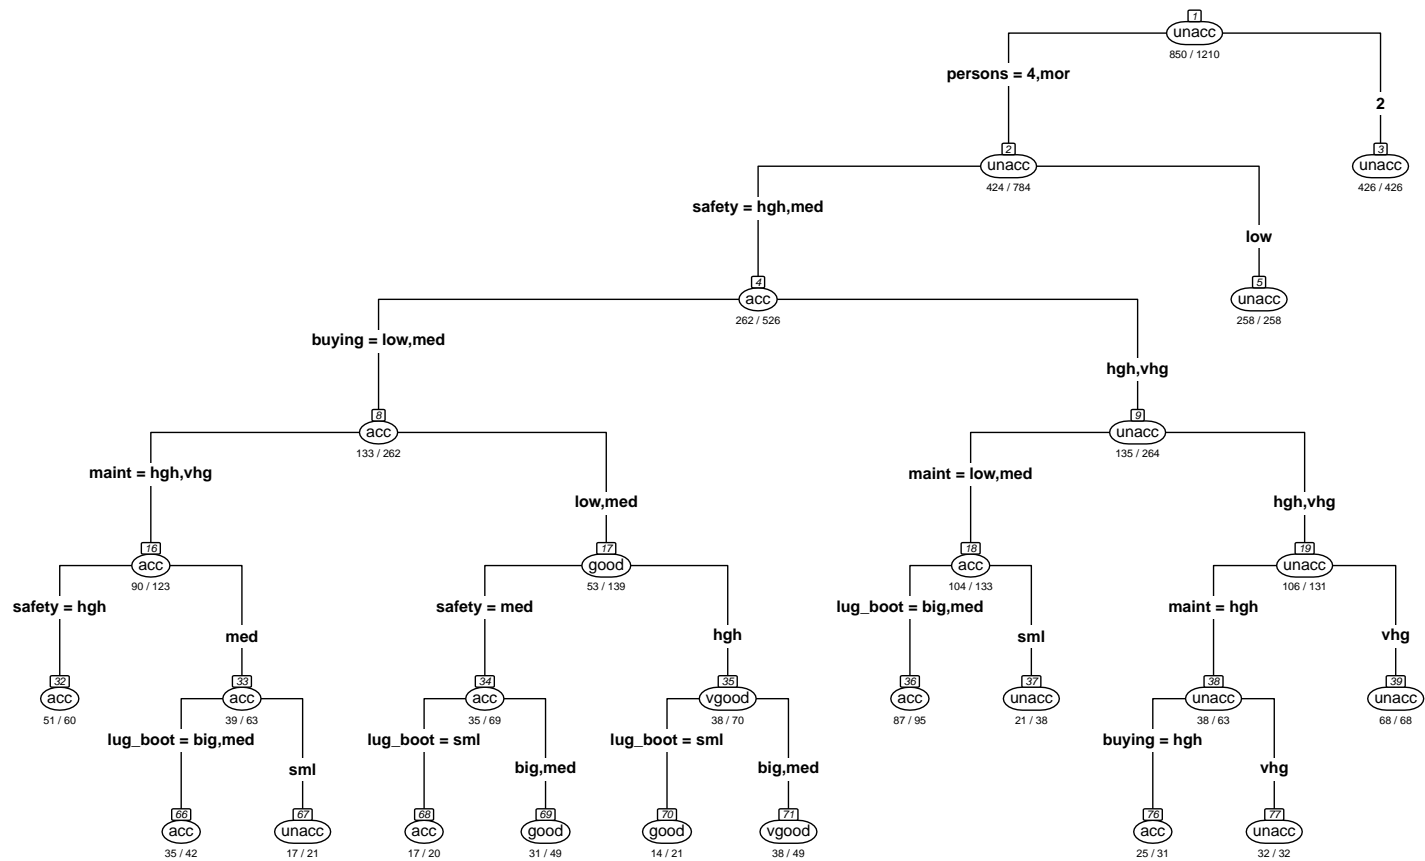 1
unacc
850 / 1210
persons = 4,mor
2
2
unacc
424 / 784
3
unacc
426 / 426
safety = hgh,med
low
4
acc
262 / 526
5
unacc
258 / 258
buying = low,med
hgh,vhg
8
acc
133 / 262
9
unacc
135 / 264
maint = hgh,vhg
low,med
maint = low,med
hgh,vhg
16
acc
90 / 123
17
good
53 / 139
18
acc
104 / 133
19
unacc
106 / 131
safety = hgh
med
safety = med
hgh
lug_boot = big,med
sml
maint = hgh
vhg
32
acc
51 / 60
33
acc
39 / 63
34
acc
35 / 69
35
vgood
38 / 70
36
acc
87 / 95
37
unacc
21 / 38
38
unacc
38 / 63
39
unacc
68 / 68
lug_boot = big,med
sml
lug_boot = sml
big,med
lug_boot = sml
big,med
buying = hgh
vhg
66
acc
35 / 42
67
unacc
17 / 21
68
acc
17 / 20
69
good
31 / 49
70
good
14 / 21
71
vgood
38 / 49
76
acc
25 / 31
77
unacc
32 / 32